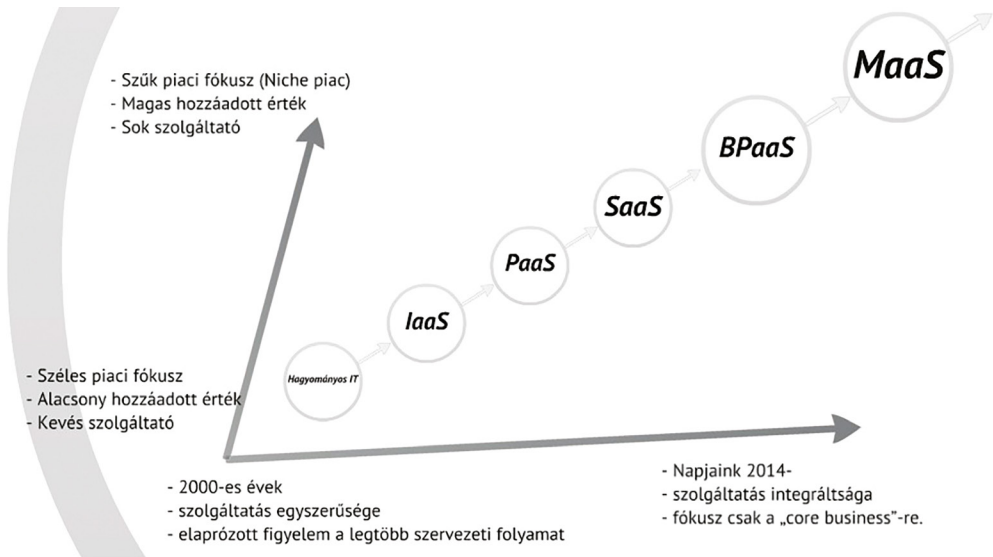 MaaS
- Szűk piaci fókusz (Niche piac)
- Magas hozzáadott érték
- Sok szolgáltató
BPaaS
SaaS
PaaS
IaaS
Hagyományos IT
- Széles piaci fókusz
- Alacsony hozzáadott érték
- Kevés szolgáltató
- 2000-es évek
- szolgáltatás egyszerűsége
- elaprózott figyelem a legtöbb szervezeti folyamat
- Napjaink 2014-
- szolgáltatás integráltsága
- fókusz csak a „core business”-re.